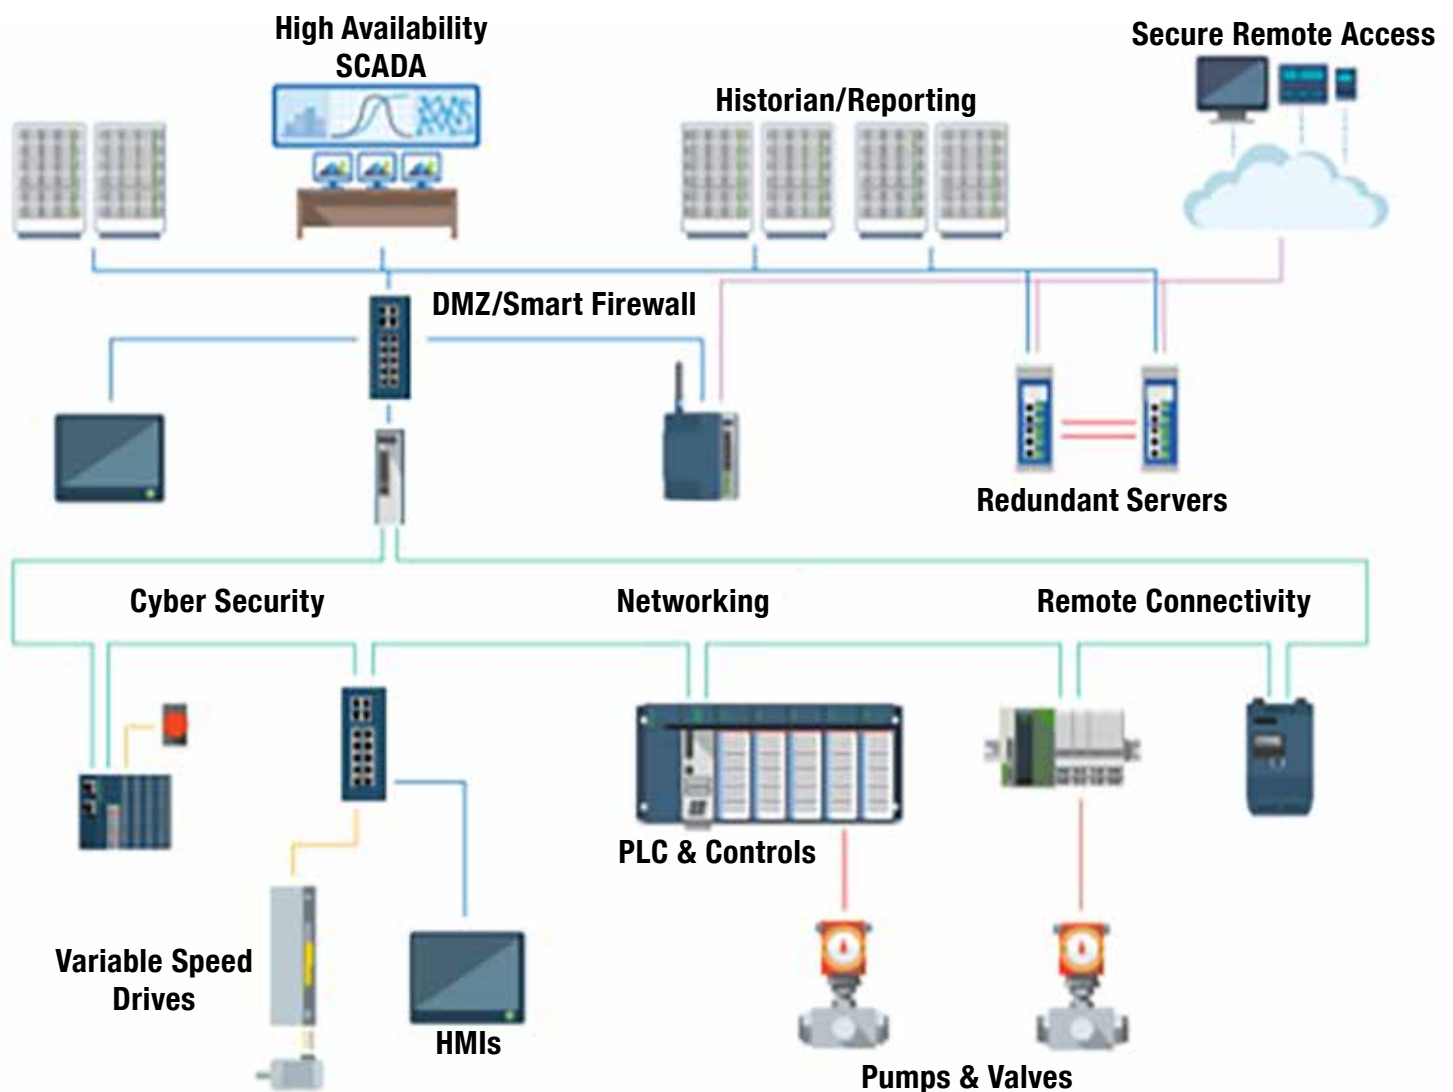 High Availability
SCADA
Secure Remote Access
Historian/Reporting
DMZ/Smart Firewall
Redundant Servers
Cyber Security
Networking
Remote Connectivity
PLC & Controls
Variable Speed
Drives
HMIs
Pumps & Valves